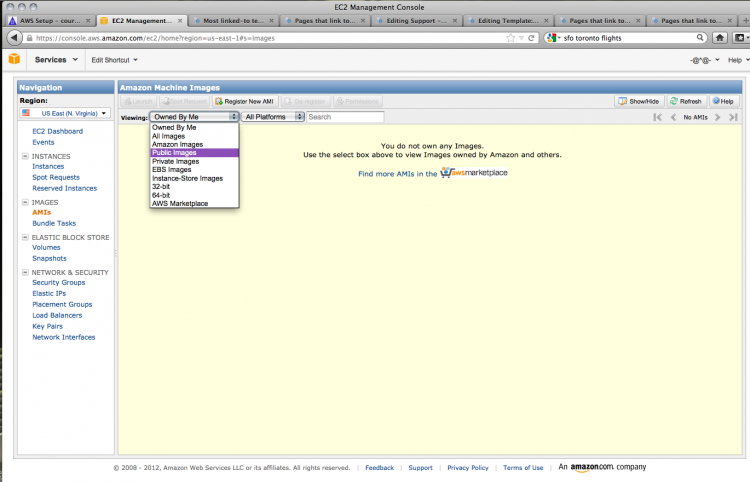 EC2 Management Console
AWS Setup – cour...
EC2 Management...
Most linked-to te...
Pages that link to...
Editing Support – ...
Editing Template:...
Pages that link to...
Pages that link to...
https://console.aws.amazon.com/ec2/home?region=us-east-1#s=Images
sfo toronto flights
Services
Edit Shortcut
-@^@-
Help
Navigation
Region:
US East (N. Virginia)
EC2 Dashboard
Events
INSTANCES
Instances
Spot Requests
Reserved Instances
IMAGES
AMIs
Bundle Tasks
ELASTIC BLOCK STORE
Volumes
Snapshots
NETWORK & SECURITY
Security Groups
Elastic IPs
Placement Groups
Load Balancers
Key Pairs
Network Interfaces
Amazon Machine Images
Launch
Spot Request
Register New AMI
De-register
Permissions
Show/Hide
Refresh
Help
Viewing:
Owned By Me
All Platforms
Search
No AMIs
Owned By Me
All Images
Amazon Images
Public Images
Private Images
EBS Images
Instance-Store Images
32-bit
64-bit
AWS Marketplace
You do not own any Images.
Use the select box above to view Images owned by Amazon and others.
Find more AMIs in the awsmarketplace
© 2008 - 2012, Amazon Web Services LLC or its affiliates. All rights reserved.
Feedback
Support
Privacy Policy
Terms of Use
An amazon.com. company